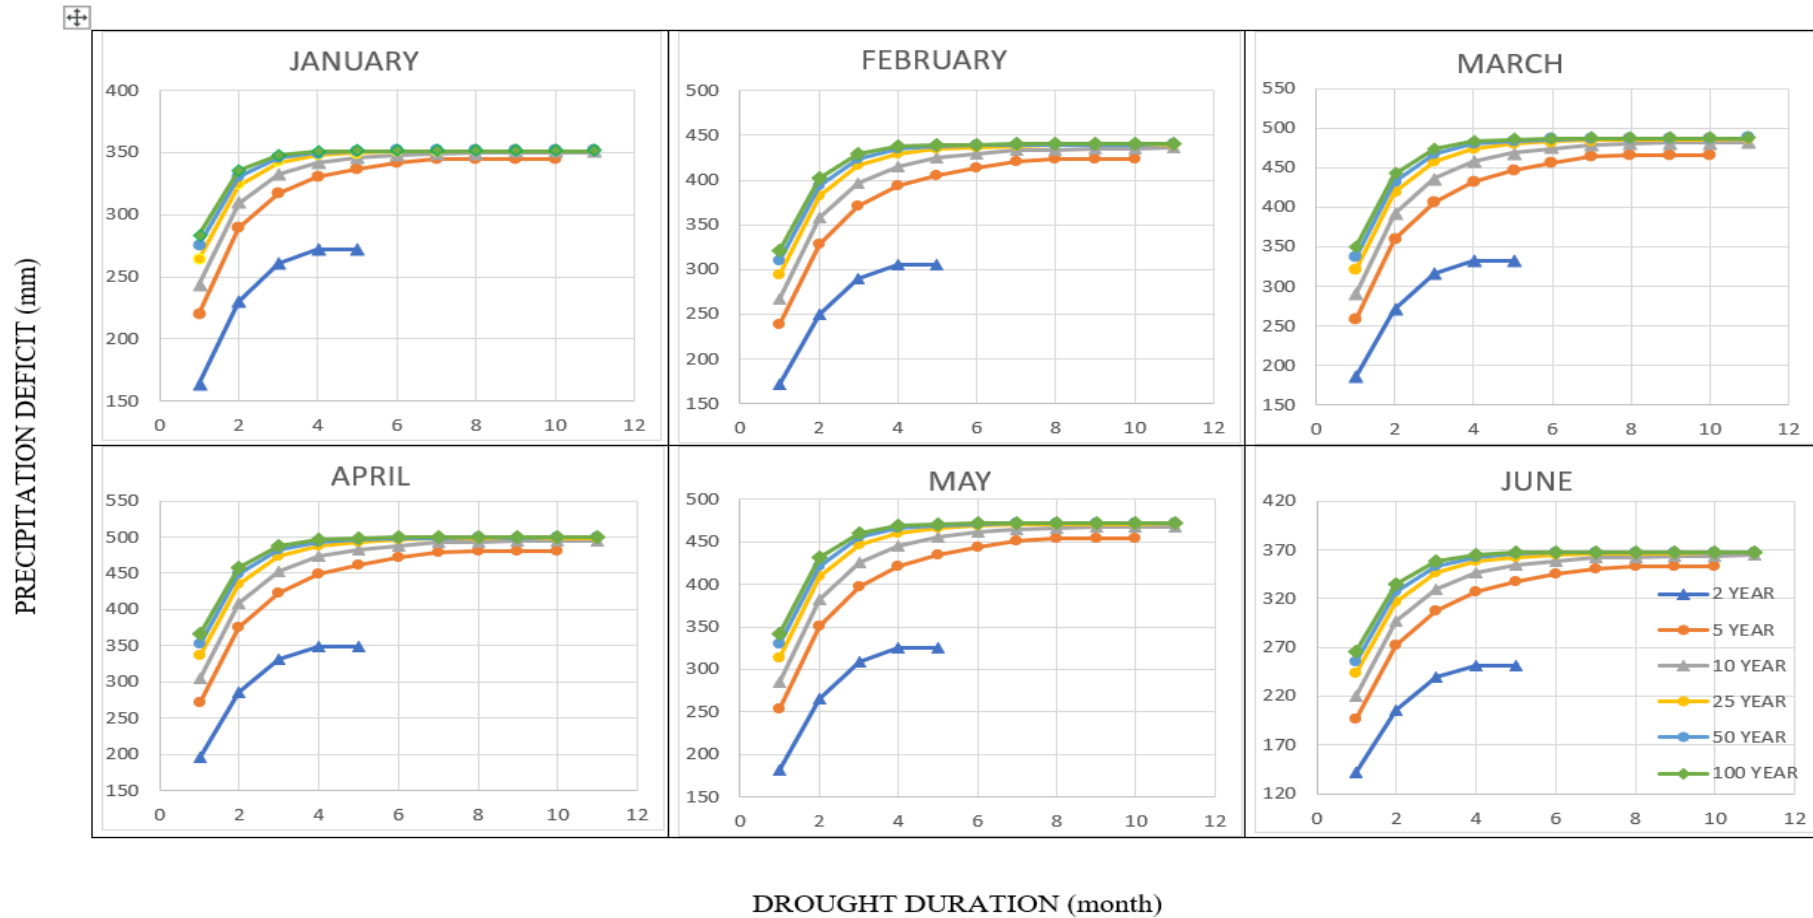 JANUARY
400
350
300
250
200
150
0 2 4 6 8 10 12
FEBRUARY
500
450
400
350
300
250
200
150
0 2 4 6 8 10 12
MARCH
550
500
450
400
350
300
250
200
150
0 2 4 6 8 10 12
PRECIPITATION DEFICIT (mm)
APRIL
550
500
450
400
350
300
250
200
150
0 2 4 6 8 10 12
MAY
500
450
400
350
300
250
200
150
0 2 4 6 8 10 12
JUNE
420
370
320
270
220
170
120
0 2 4 6 8 10 12
2 YEAR
5 YEAR
10 YEAR
25 YEAR
50 YEAR
100 YEAR
DROUGHT DURATION (month)